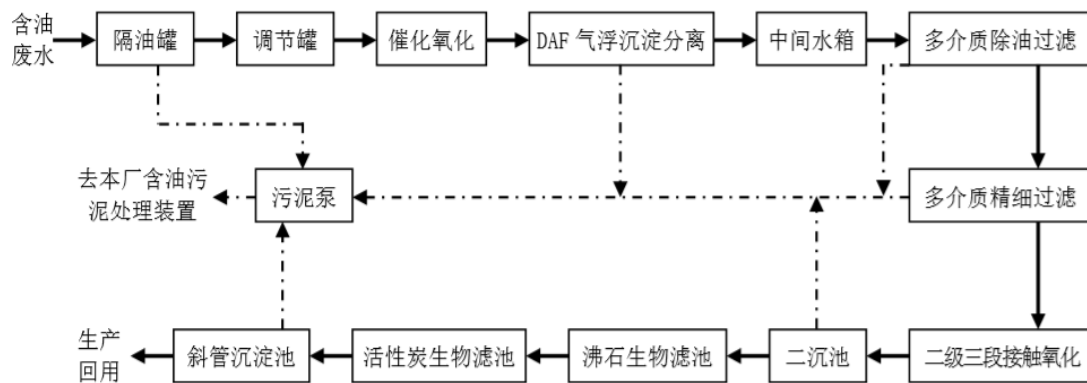 含油
废水
隔油罐
调节罐
催化氧化
DAF 气浮沉淀分离
中间水箱
多介质除油过滤
去本厂含油污
泥处理装置
污泥泵
多介质精细过滤
生产
回用
斜管沉淀池
活性炭生物滤池
沸石生物滤池
二沉池
二级三段接触氧化